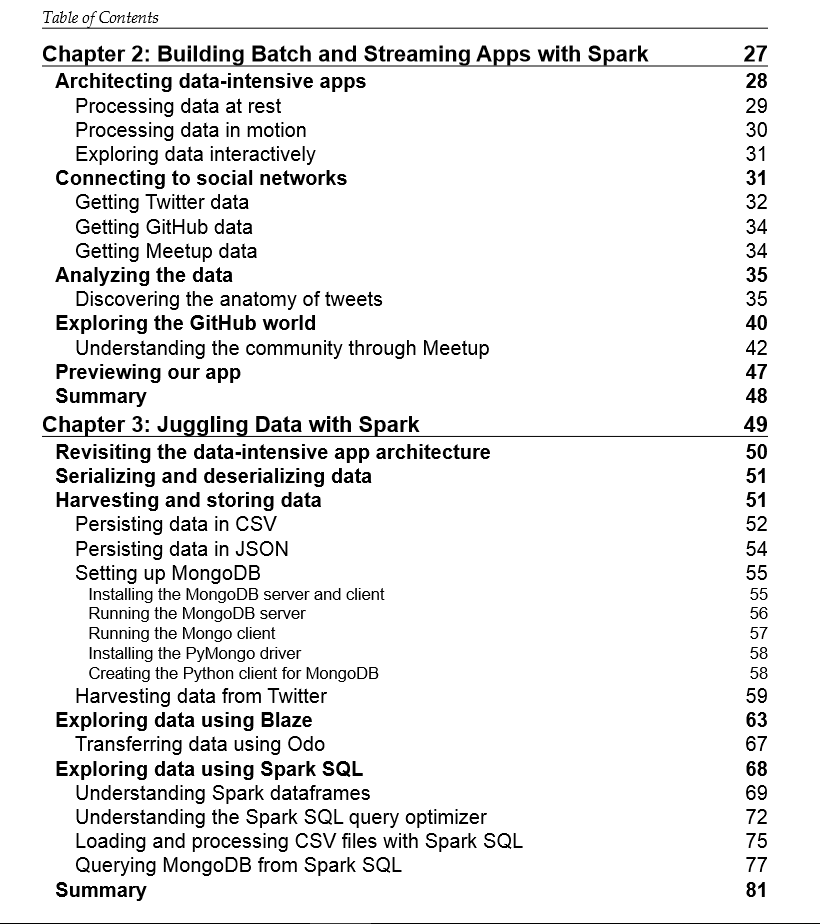 Table of Contents
Chapter 2: Building Batch and Streaming Apps with Spark 27
Architecting data-intensive apps 28
Processing data at rest 29
Processing data in motion 30
Exploring data interactively 31
Connecting to social networks 31
Getting Twitter data 32
Getting GitHub data 34
Getting Meetup data 34
Analyzing the data 35
Discovering the anatomy of tweets 35
Exploring the GitHub world 40
Understanding the community through Meetup 42
Previewing our app 47
Summary 48
Chapter 3: Juggling Data with Spark 49
Revisiting the data-intensive app architecture 50
Serializing and deserializing data 51
Harvesting and storing data 51
Persisting data in CSV 52
Persisting data in JSON 54
Setting up MongoDB 55
Installing the MongoDB server and client 55
Running the MongoDB server 56
Running the Mongo client 57
Installing the PyMongo driver 58
Creating the Python client for MongoDB 58
Harvesting data from Twitter 59
Exploring data using Blaze 63
Transferring data using Odo 67
Exploring data using Spark SQL 68
Understanding Spark dataframes 69
Understanding the Spark SQL query optimizer 72
Loading and processing CSV files with Spark SQL 75
Querying MongoDB from Spark SQL 77
Summary 81